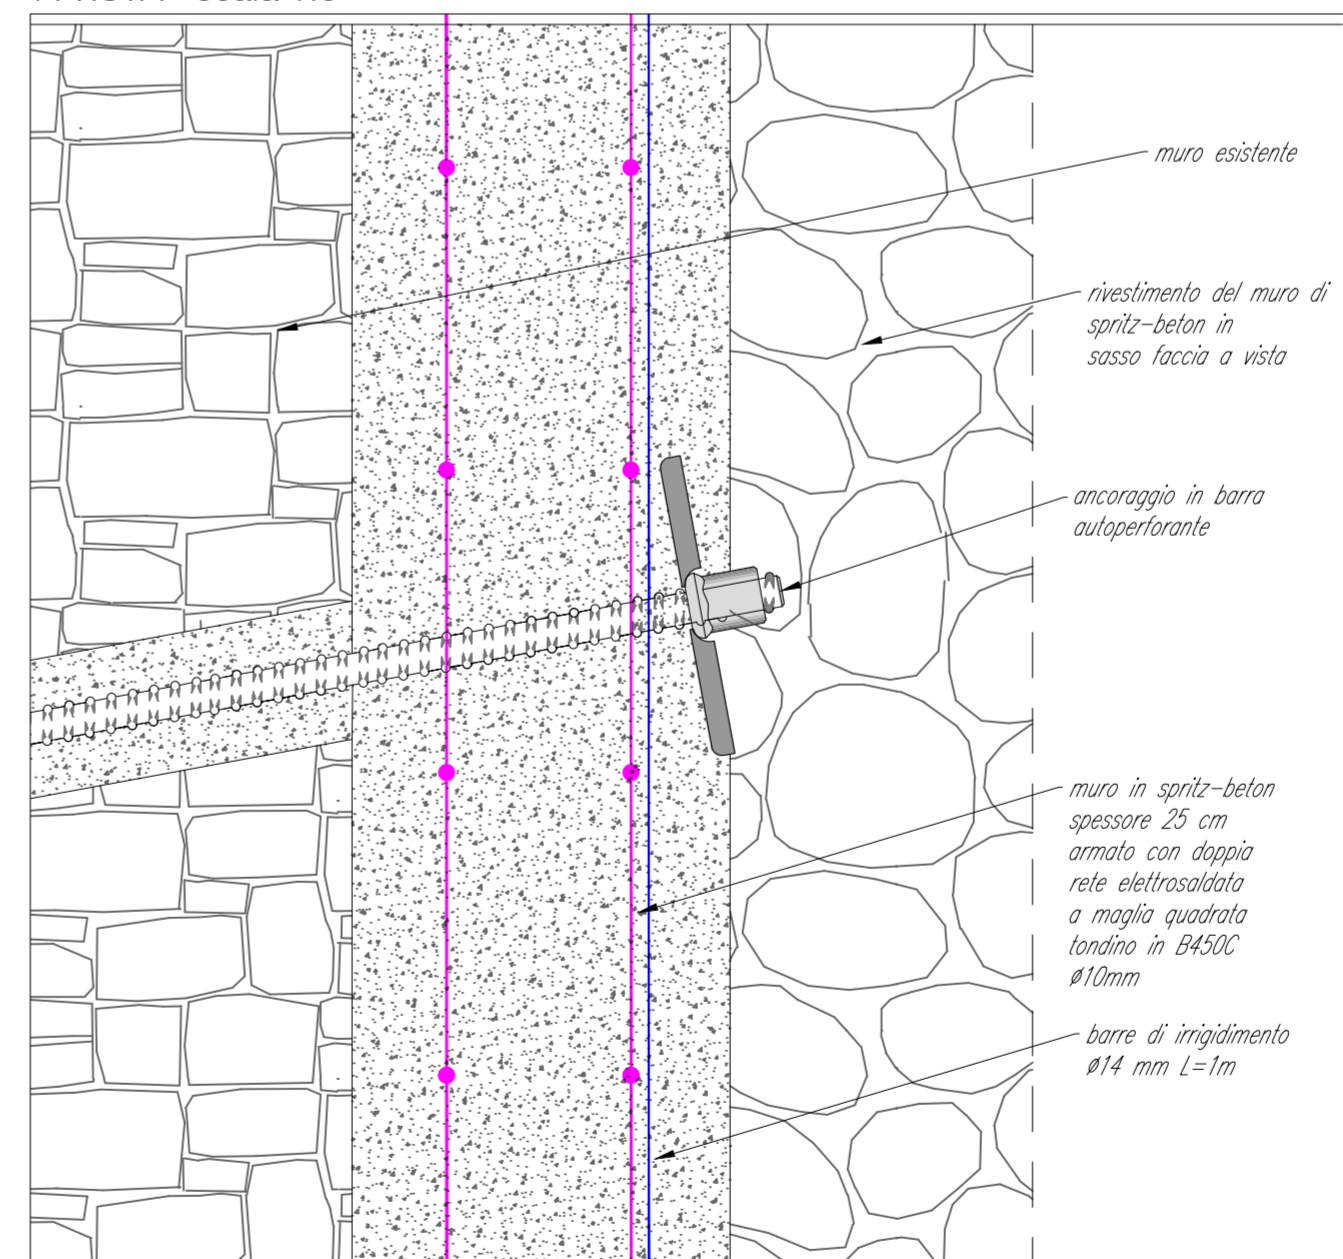 muro esistente
rivestimento del muro di
spritz-beton in
sasso faccia a vista
ancoraggio in barra
autoperforante
muro in spritz-beton
spessore 25 cm
armato con doppia
rete elettrosaldata
a maglia quadrata
tondino in B450C
ø10mm
barre di irrigidimento
ø14 mm L=1m